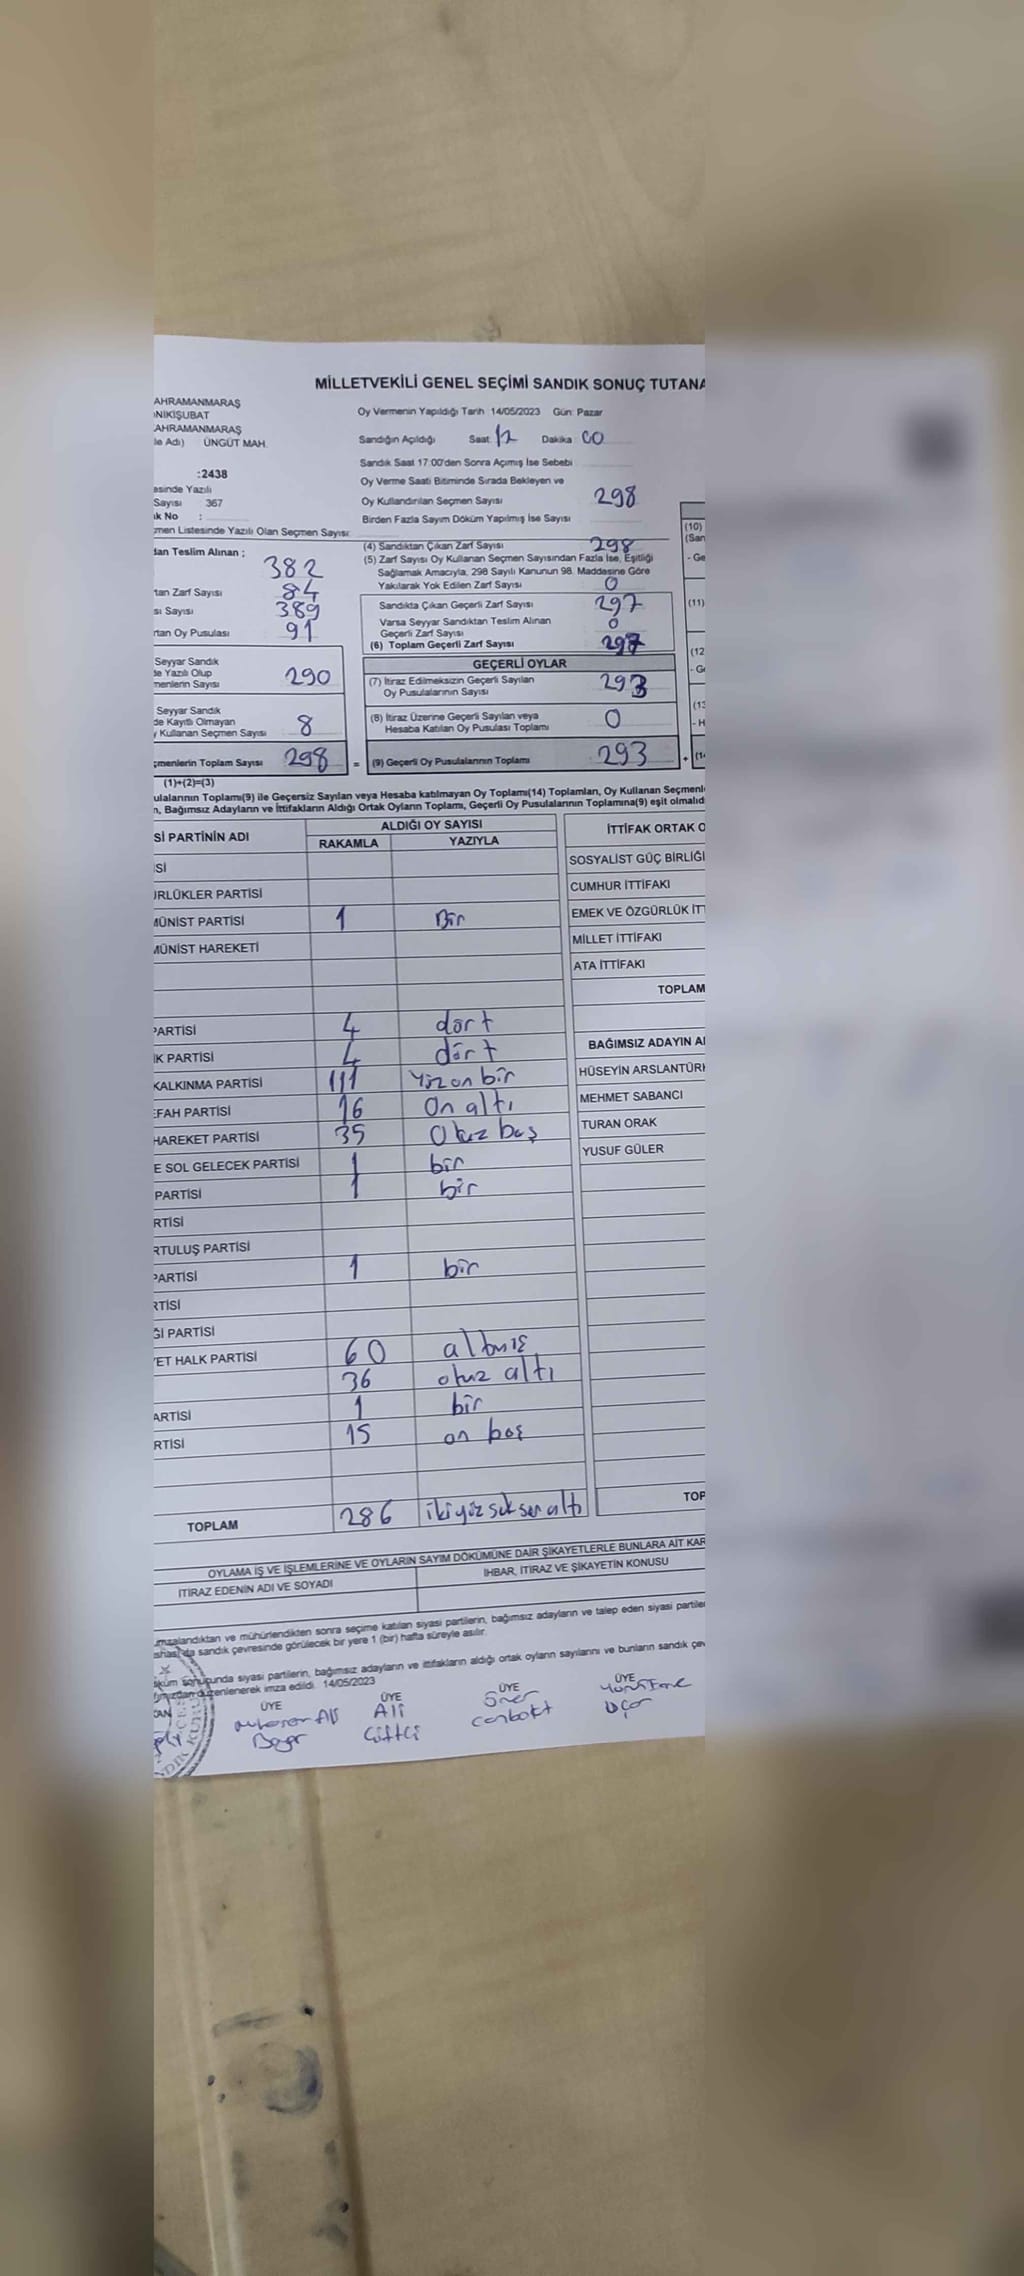 MİLLETVEKİLİ GENEL SEÇİMİ SANDIK SONUÇ TUTANA
AHRAMANMARAŞ
NİKİŞUBAT
AHRAMANMARAŞ
le Adı) ÜNGÜT MAH.
Oy Vermenin Yapıldığı Tarih 14/05/2023 Gün: Pazar
Sandığın Açıldığı Saat 12 Dakika 00
Sandık Saat 17:00'den Sonra Açımış İse Sebebi
:2438
esinde Yazılı
Sayısı 367
ık No :
çmen Listesinde Yazılı Olan Seçmen Sayısı:
Oy Verme Saati Bitiminde Sırada Bekleyen ve
Oy Kullandırılan Seçmen Sayısı 298
Birden Fazla Sayım Döküm Yapılmış İse Sayısı
dan Teslim Alınan ;
382
tan Zarf Sayısı 84
sı Sayısı 389
rtan Oy Pusulası 91
(4) Sandıktan Çıkan Zarf Sayısı 298
(5) Zarf Sayısı Oy Kullanan Seçmen Sayısından Fazla İse, Eşitliği
Sağlamak Amacıyla, 298 Sayılı Kanunun 98. Maddesine Göre
Yakılarak Yok Edilen Zarf Sayısı 0
Sandıkta Çıkan Geçerli Zarf Sayısı 297
Varsa Seyyar Sandıktan Teslim Alınan
Geçerli Zarf Sayısı 0
(6) Toplam Geçerli Zarf Sayısı 297
Seyyar Sandık
de Yazılı Olup
menlerin Sayısı 290
Seyyar Sandık
de Kayıtlı Olmayan
y Kullanan Seçmen Sayısı 8
çmenlerin Toplam Sayısı 298
(1)+(2)=(3)
GEÇERLİ OYLAR
(7) İtiraz Edilmeksizin Geçerli Sayılan
Oy Pusulalarının Sayısı 293
(8) İtiraz Üzerine Geçerli Sayılan veya
Hesaba Katılan Oy Pusulası Toplamı 0
= (9) Geçerli Oy Pusulalarının Toplamı 293 +
(10)
(San
- Ge
(11)
(12
- G
(13
- H
(14
ulalarının Toplamı(9) ile Geçersiz Sayılan veya Hesaba katılmayan Oy Toplamı(14) Toplamları, Oy Kullanan Seçmenl
n, Bağımsız Adayların ve İttifakların Aldığı Ortak Oyların Toplamı, Geçerli Oy Pusulalarının Toplamına(9) eşit olmalıd
Sİ PARTİNİN ADI ALDIĞI OY SAYISI
RAKAMLA YAZIYLA
İSİ
ÜRLÜKLER PARTİSİ
MÜNİST PARTİSİ 1 Bir
MÜNİST HAREKETİ
PARTİSİ 4 dört
İK PARTİSİ 4 dört
KALKINMA PARTİSİ 111 Yüz on bir
EFAH PARTİSİ 16 On altı
HAREKET PARTİSİ 35 Otuz beş
E SOL GELECEK PARTİSİ 1 bir
PARTİSİ 1 bir
RTİSİ
RTULUŞ PARTİSİ
PARTİSİ 1 bir
RTİSİ
Ğİ PARTİSİ
YET HALK PARTİSİ 60 altmış
36 otuz altı
ARTİSİ 1 bir
RTİSİ 15 on beş
TOPLAM 286 ikiyüz seksen altı
İTTİFAK ORTAK O
SOSYALİST GÜÇ BİRLİĞİ
CUMHUR İTTİFAKI
EMEK VE ÖZGÜRLÜK İT
MİLLET İTTİFAKI
ATA İTTİFAKI
TOPLAM
BAĞIMSIZ ADAYIN A
HÜSEYİN ARSLANTÜRK
MEHMET SABANCI
TURAN ORAK
YUSUF GÜLER
TOP
OYLAMA İŞ VE İŞLEMLERİNE VE OYLARIN SAYIM DÖKÜMÜNE DAİR ŞİKAYETLERLE BUNLARA AİT KAR
İTİRAZ EDENİN ADI VE SOYADI
İHBAR, İTİRAZ VE ŞİKAYETİN KONUSU
imzalandıktan ve mühürlendikten sonra seçime katılan siyasi partilerin, bağımsız adayların ve talep eden siyasi partile
shası da sandık çevresinde görülecek bir yere 1 (bir) hafta süreyle asılır.
küm sonucunda siyasi partilerin, bağımsız adayların ve ittifakların aldığı ortak oyların sayılarını ve bunların sandık çev
düzenlenerek imza edildi. 14/05/2023
KAN
ÜYE
ÜYE
Ali
Çiftçi
ÜYE
Öner
Canbolat
ÜYE
Uçar